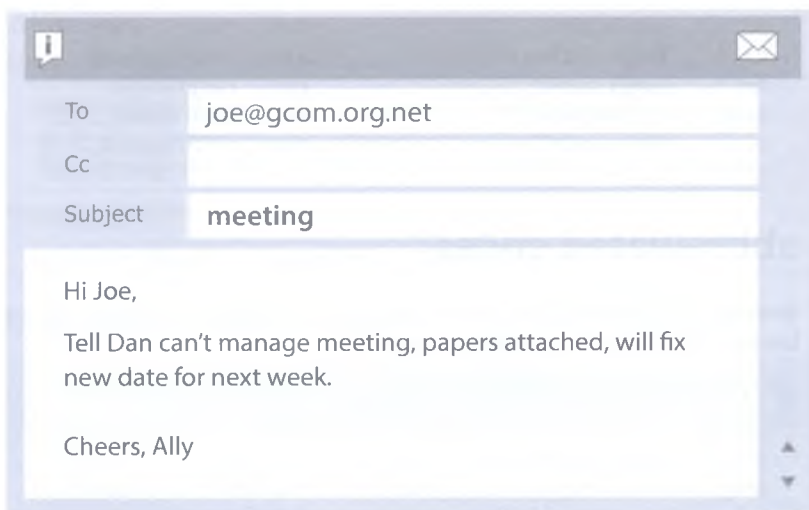 To joe@gcom.org.net
Cc
Subject meeting
Hi Joe,
Tell Dan can't manage meeting, papers attached, will fix
new date for next week.
Cheers, Ally